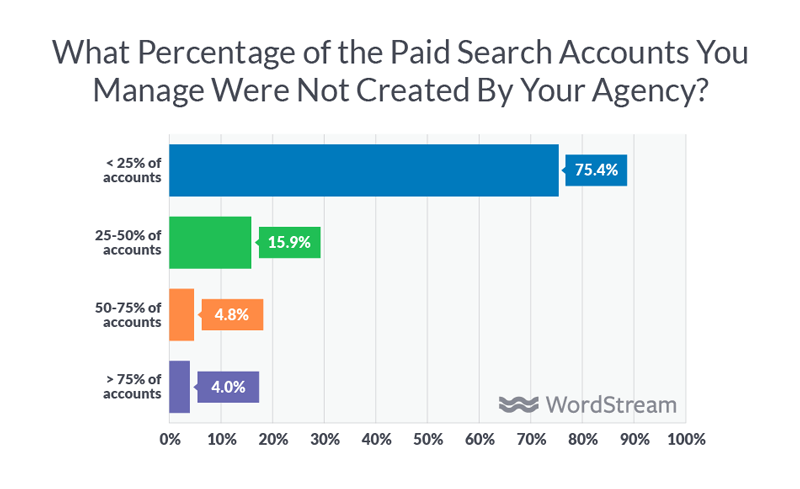 What Percentage of the Paid Search Accounts You
Manage Were Not Created By Your Agency?
< 25% of
accounts
75.4%
25-50% of
accounts
15.9%
50-75% of
accounts
4.8%
> 75% of
accounts
4.0%
WordStream
0% 10% 20% 30% 40% 50% 60% 70% 80% 90% 100%